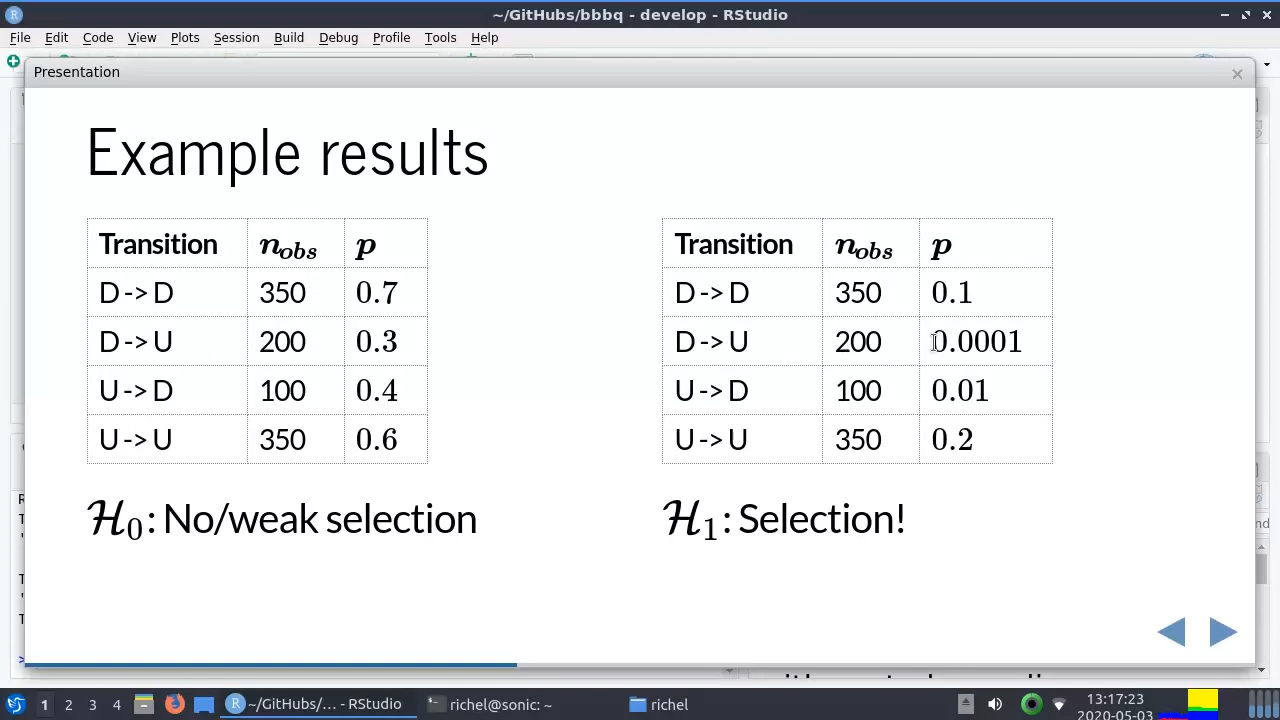 ~/GitHubs/bbbq - develop - RStudio
File Edit Code View Plots Session Build Debug Profile Tools Help
Presentation
Example results
Transition n_obs p
D -> D 350 0.7
D -> U 200 0.3
U -> D 100 0.4
U -> U 350 0.6
H_0: No/weak selection
Transition n_obs p
D -> D 350 0.1
D -> U 200 0.0001
U -> D 100 0.01
U -> U 350 0.2
H_1: Selection!
1 2 3 4 ~/GitHubs/... - RStudio richel@sonic: ~ richel 13:17:23
2020-05-03